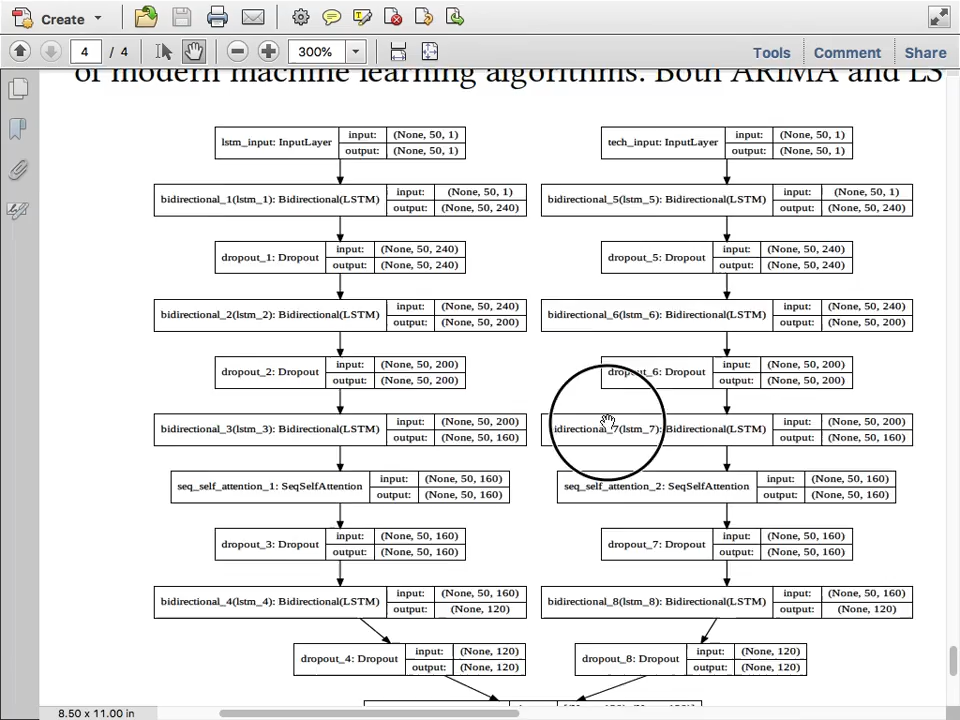 Create
4 / 4
300%
Tools
Comment
Share
of modern machine learning algorithms. Both ARIMA and LS
lstm_input: InputLayer
input: (None, 50, 1)
output: (None, 50, 1)
tech_input: InputLayer
input: (None, 50, 1)
output: (None, 50, 1)
bidirectional_1(lstm_1): Bidirectional(LSTM)
input: (None, 50, 1)
output: (None, 50, 240)
bidirectional_5(lstm_5): Bidirectional(LSTM)
input: (None, 50, 1)
output: (None, 50, 240)
dropout_1: Dropout
input: (None, 50, 240)
output: (None, 50, 240)
dropout_5: Dropout
input: (None, 50, 240)
output: (None, 50, 240)
bidirectional_2(lstm_2): Bidirectional(LSTM)
input: (None, 50, 240)
output: (None, 50, 200)
bidirectional_6(lstm_6): Bidirectional(LSTM)
input: (None, 50, 240)
output: (None, 50, 200)
dropout_2: Dropout
input: (None, 50, 200)
output: (None, 50, 200)
dropout_6: Dropout
input: (None, 50, 200)
output: (None, 50, 200)
bidirectional_3(lstm_3): Bidirectional(LSTM)
input: (None, 50, 200)
output: (None, 50, 160)
bidirectional_7(lstm_7): Bidirectional(LSTM)
input: (None, 50, 200)
output: (None, 50, 160)
seq_self_attention_1: SeqSelfAttention
input: (None, 50, 160)
output: (None, 50, 160)
seq_self_attention_2: SeqSelfAttention
input: (None, 50, 160)
output: (None, 50, 160)
dropout_3: Dropout
input: (None, 50, 160)
output: (None, 50, 160)
dropout_7: Dropout
input: (None, 50, 160)
output: (None, 50, 160)
bidirectional_4(lstm_4): Bidirectional(LSTM)
input: (None, 50, 160)
output: (None, 120)
bidirectional_8(lstm_8): Bidirectional(LSTM)
input: (None, 50, 160)
output: (None, 120)
dropout_4: Dropout
input: (None, 120)
output: (None, 120)
dropout_8: Dropout
input: (None, 120)
output: (None, 120)
8.50 x 11.00 in